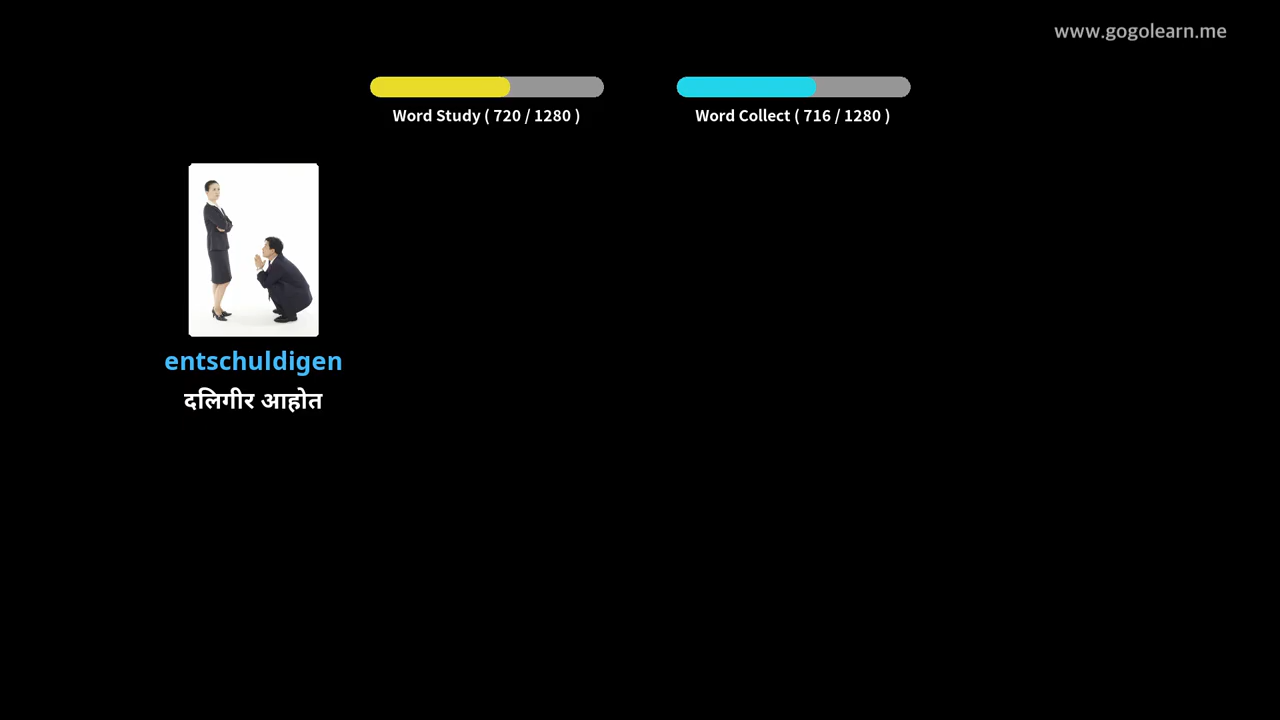 www.gogolearn.me
Word Study ( 720 / 1280 )
Word Collect ( 716 / 1280 )
entschuldigen
दलिगीर आहोत